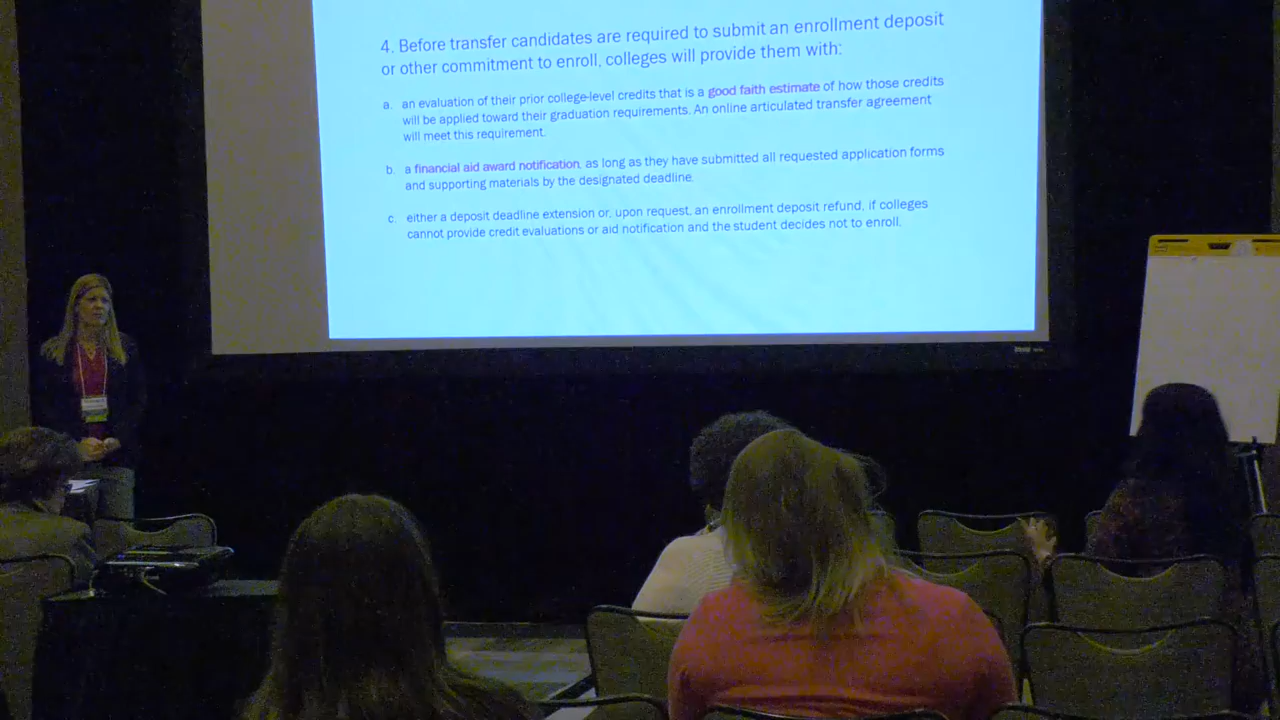 4. Before transfer candidates are required to submit an enrollment deposit
or other commitment to enroll, colleges will provide them with:
a. an evaluation of their prior college-level credits that is a good faith estimate of how those credits
will be applied toward their graduation requirements. An online articulated transfer agreement
will meet this requirement.
b. a financial aid award notification, as long as they have submitted all requested application forms
and supporting materials by the designated deadline.
c. either a deposit deadline extension or, upon request, an enrollment deposit refund, if colleges
cannot provide credit evaluations or aid notification and the student decides not to enroll.